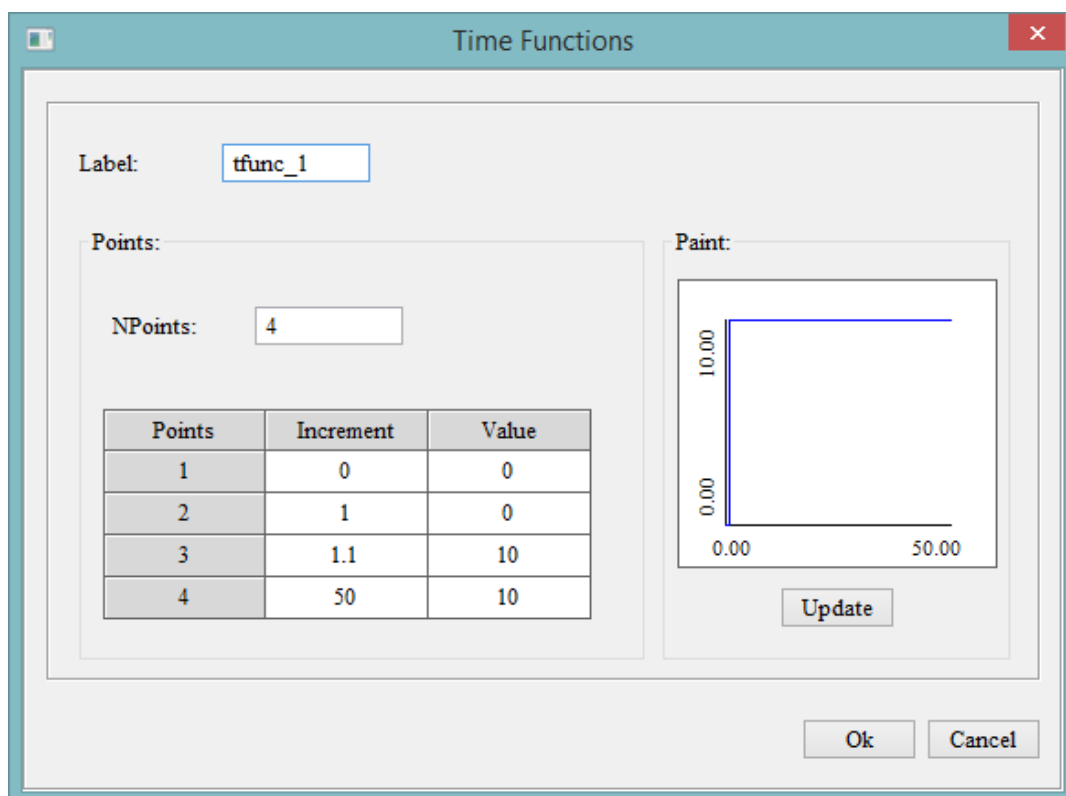 Time Functions
Label: tfunc_1
Points:
NPoints: 4
Points Increment Value
1 0 0
2 1 0
3 1.1 10
4 50 10
Paint:
10.00
0.00
0.00 50.00
Update
Ok Cancel